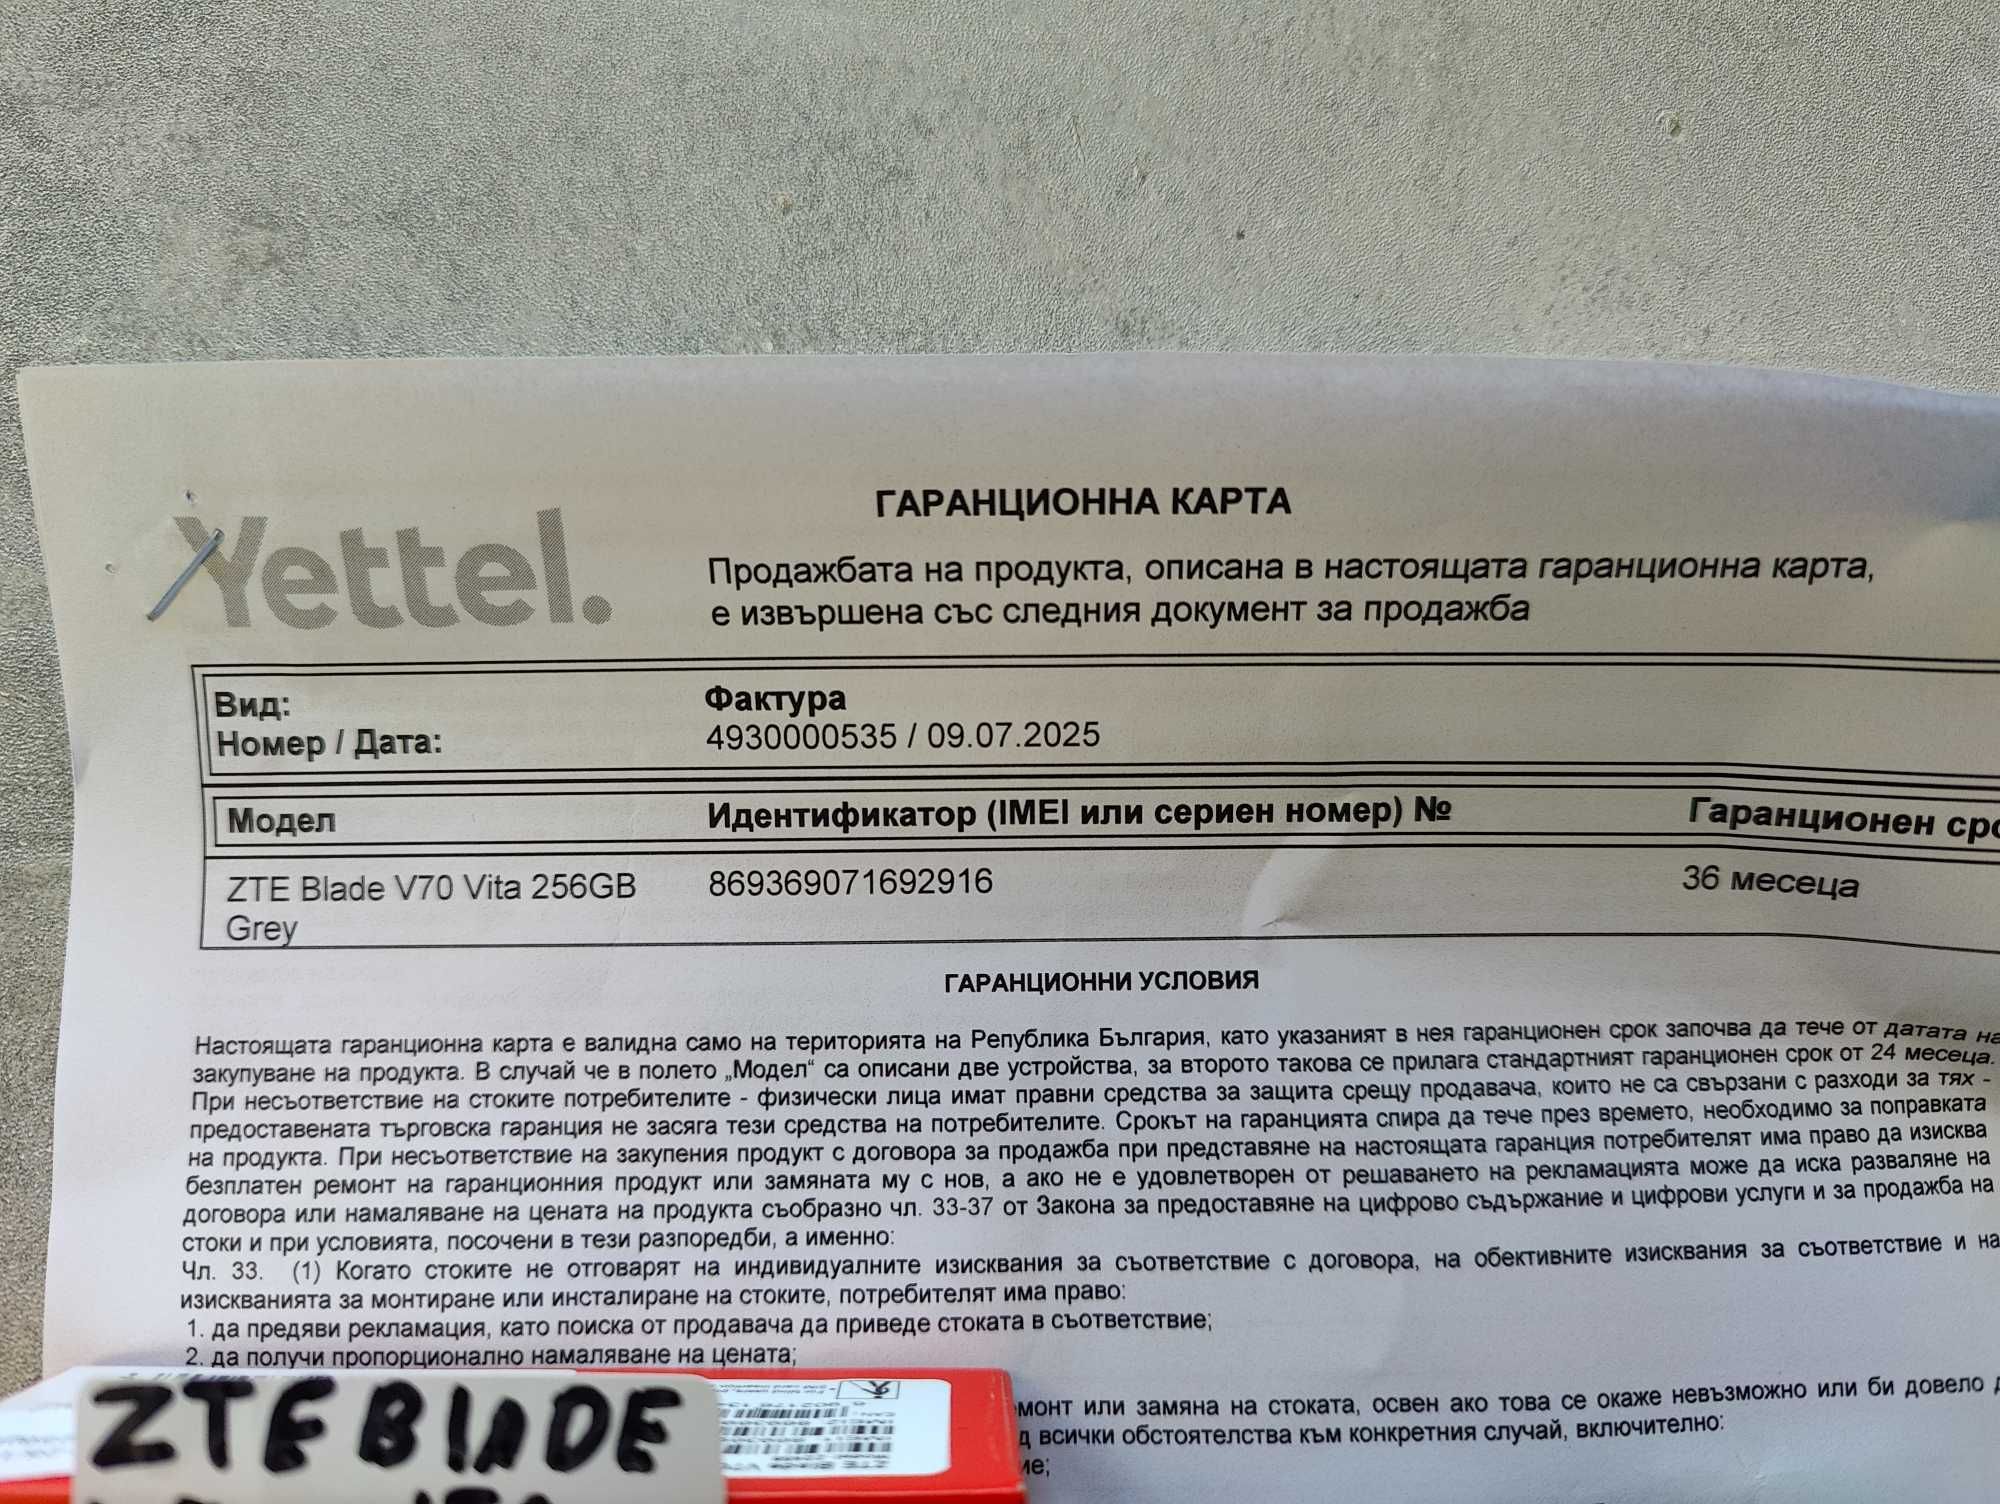 Yettel.
ГАРАНЦИОННА КАРТА
Продажбата на продукта, описана в настоящата гаранционна карта,
е извършена със следния документ за продажба
Вид: Фактура
Номер / Дата: 4930000535 / 09.07.2025
Модел Идентификатор (IMEI или сериен номер) № Гаранционен
ZTE Blade V70 Vita 256GB 869369071692916 36 месеца
Grey
ГАРАНЦИОННИ УСЛОВИЯ
Настоящата гаранционна карта е валидна само на територията на Република България, като указаният в нея гаранционен срок започва да тече от датата на
закупуване на продукта. В случай че в полето „Модел“ са описани две устройства, за второто такова се прилага стандартният гаранционен срок от 24 месеца.
При несъответствие на стоките потребителите - физически лица имат правни средства за защита срещу продавача, които не са свързани с разходи за тях -
предоставената търговска гаранция не засяга тези средства на потребителите. Срокът на гаранцията спира да тече през времето, необходимо за поправката
на продукта. При несъответствие на закупения продукт с договора за продажба при представяне на настоящата гаранция потребителят има право да изисква
безплатен ремонт на гаранционния продукт или замяната му с нов, а ако не е удовлетворен от решаването на рекламацията може да иска разваляне на
договора или намаляване на цената на продукта съобразно чл. 33-37 от Закона за предоставяне на цифрово съдържание и цифрови услуги и за продажба на
стоки и при условията, посочени в тези разпоредби, а именно:
Чл. 33. (1) Когато стоките не отговарят на индивидуалните изисквания за съответствие с договора, на обективните изисквания за съответствие и на
изискванията за монтиране или инсталиране на стоките, потребителят има право:
1. да предяви рекламация, като поиска от продавача да приведе стоката в съответствие;
2. да получи пропорционално намаляване на цената;
монт или замяна на стоката, освен ако това се окаже невъзможно или би довело
д всички обстоятелства към конкретния случай, включително:
ие;
ZTE BlADE